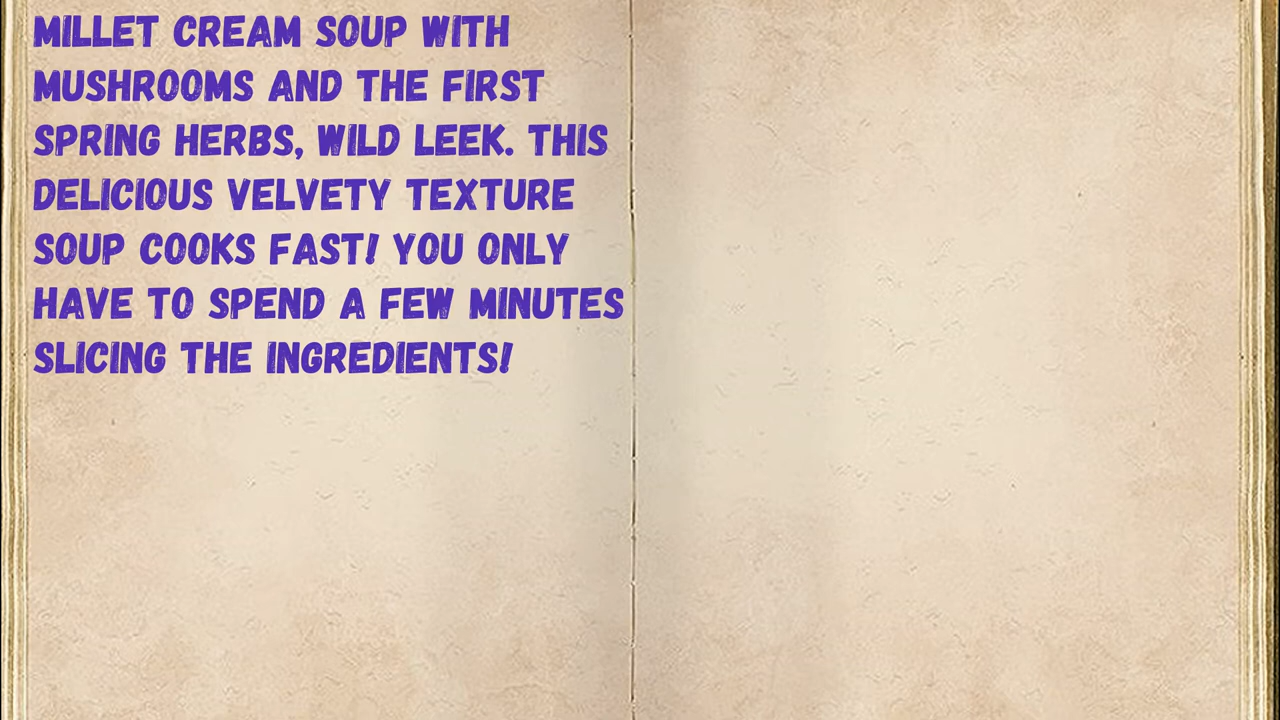 MILLET CREAM SOUP WITH
MUSHROOMS AND THE FIRST
SPRING HERBS, WILD LEEK. THIS
DELICIOUS VELVETY TEXTURE
SOUP COOKS FAST! YOU ONLY
HAVE TO SPEND A FEW MINUTES
SLICING THE INGREDIENTS!